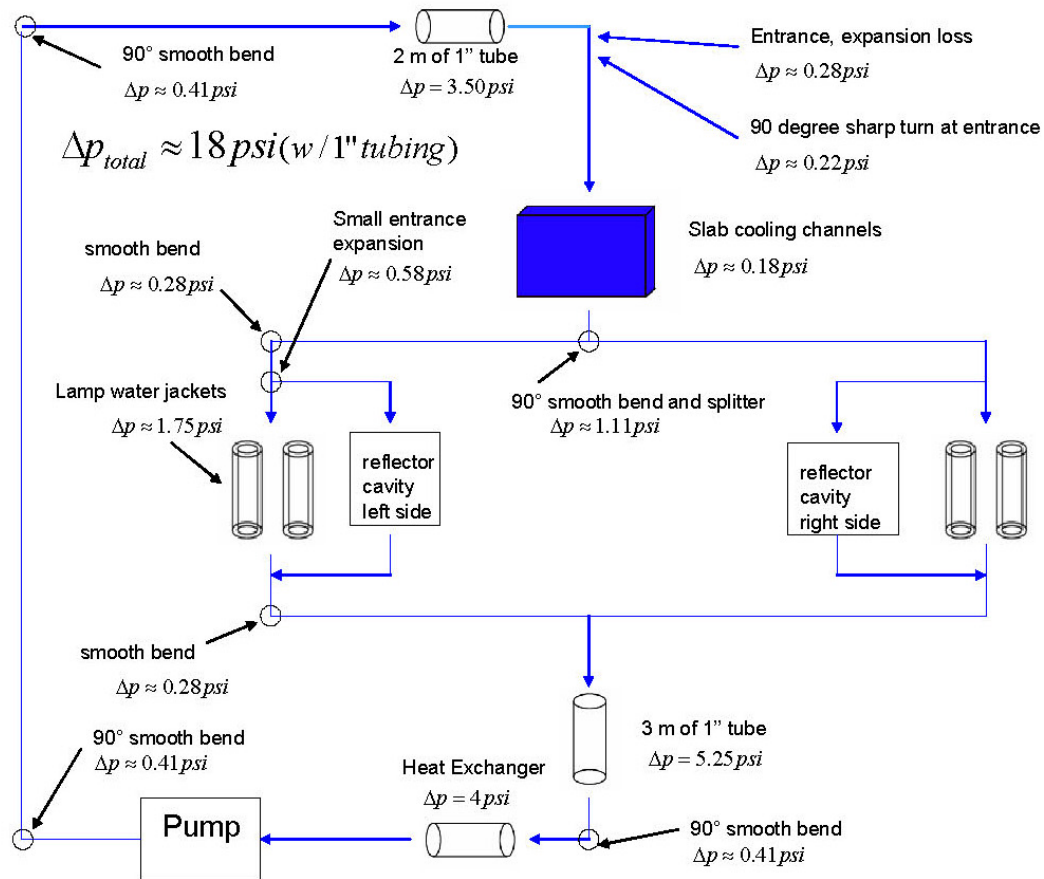 90° smooth bend
Δp ≈ 0.41psi
2 m of 1” tube
Δp = 3.50psi
Entrance, expansion loss
Δp ≈ 0.28psi
90 degree sharp turn at entrance
Δp ≈ 0.22psi
Δp_total ≈ 18 psi(w/1" tubing)
Small entrance
expansion
Δp ≈ 0.58psi
smooth bend
Δp ≈ 0.28psi
Slab cooling channels
Δp ≈ 0.18psi
Lamp water jackets
Δp ≈ 1.75psi
90° smooth bend and splitter
Δp ≈ 1.11psi
reflector
cavity
left side
reflector
cavity
right side
smooth bend
Δp ≈ 0.28psi
3 m of 1” tube
Δp = 5.25psi
90° smooth bend
Δp ≈ 0.41psi
Heat Exchanger
Δp = 4psi
Pump
90° smooth bend
Δp ≈ 0.41psi